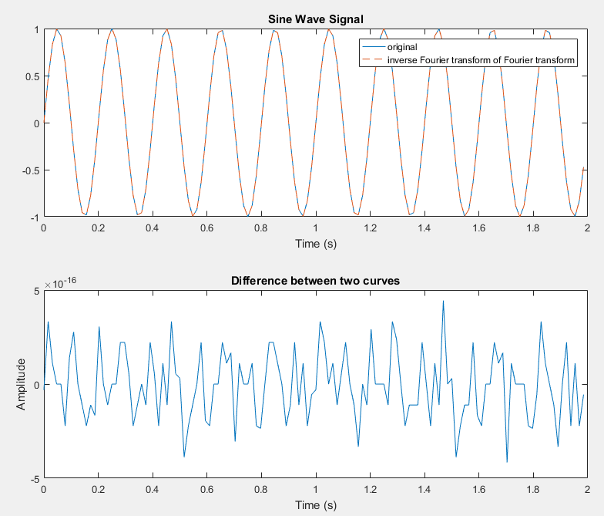 Sine Wave Signal
1
0.5
0
-0.5
-1
original
inverse Fourier transform of Fourier transform
0 0.2 0.4 0.6 0.8 1 1.2 1.4 1.6 1.8 2
Time (s)
Difference between two curves
×10-16
5
0
-5
Amplitude
0 0.2 0.4 0.6 0.8 1 1.2 1.4 1.6 1.8 2
Time (s)